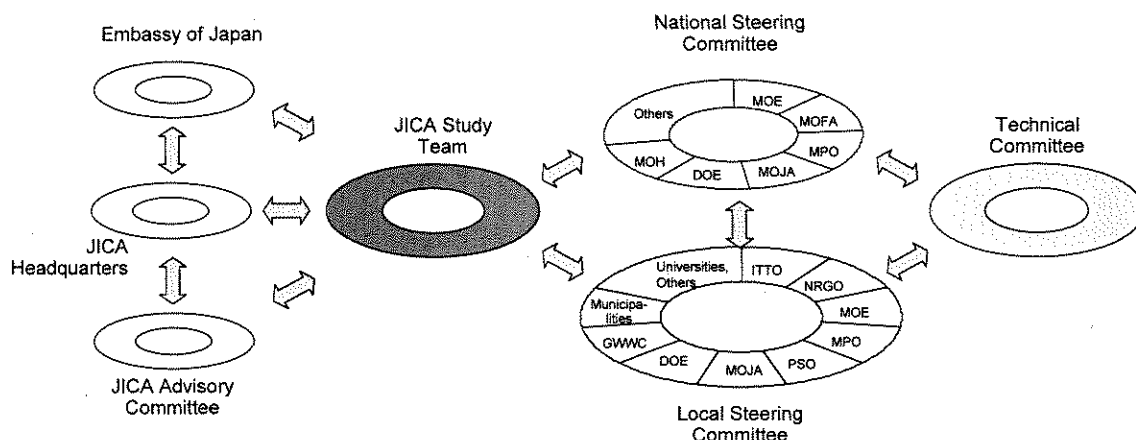 Embassy of Japan
JICA
Headquarters
JICA Advisory
Committee
JICA Study
Team
National Steering
Committee
Others
MOE
MOFA
MPO
MOJA
DOE
MOH
Universities,
Others
ITTO
NRGO
MOE
MPO
PSO
MOJA
DOE
GWWC
Municipa-
lities
Local Steering
Committee
Technical
Committee